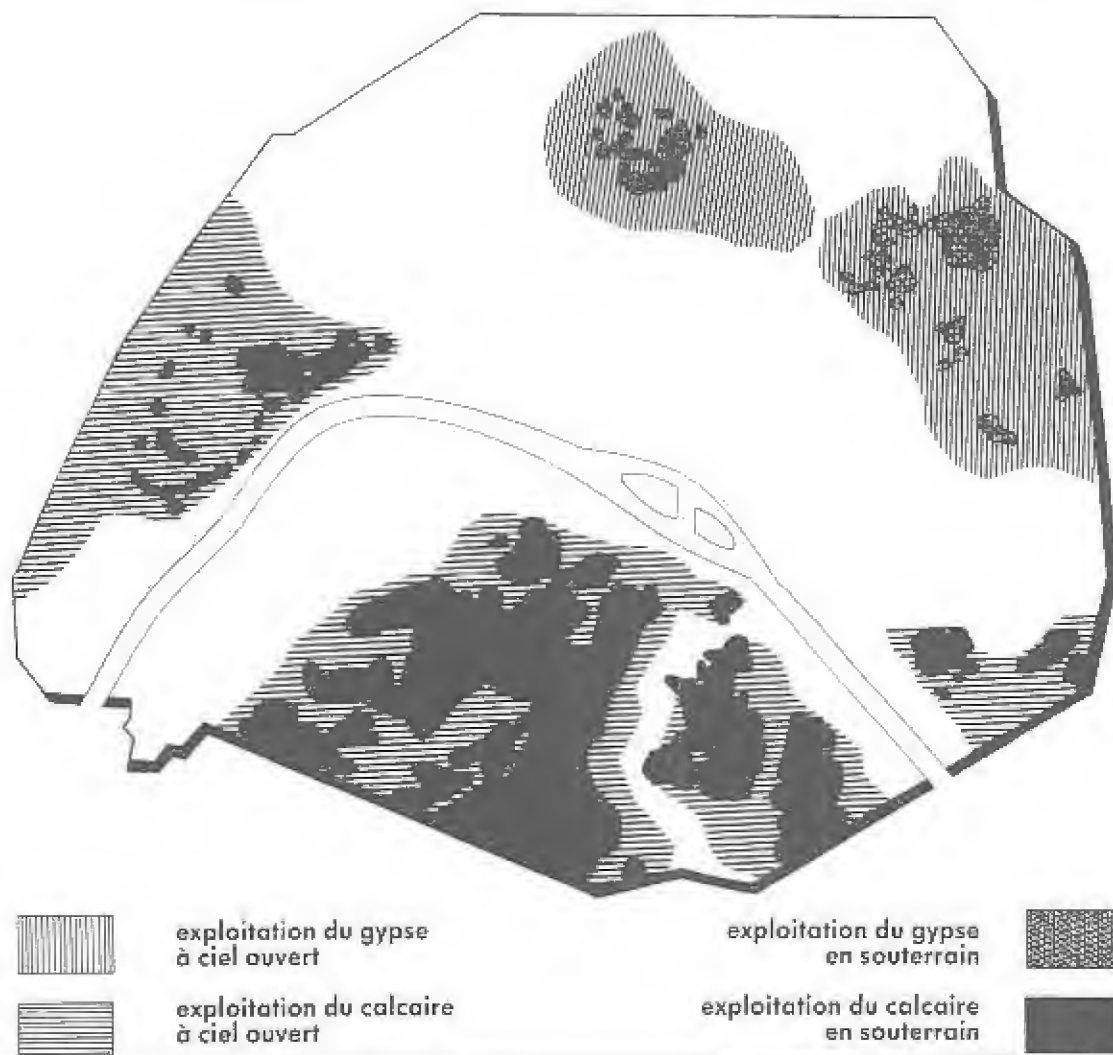 exploitation du gypse
à ciel ouvert
exploitation du gypse
en souterrain
exploitation du calcaire
à ciel ouvert
exploitation du calcaire
en souterrain